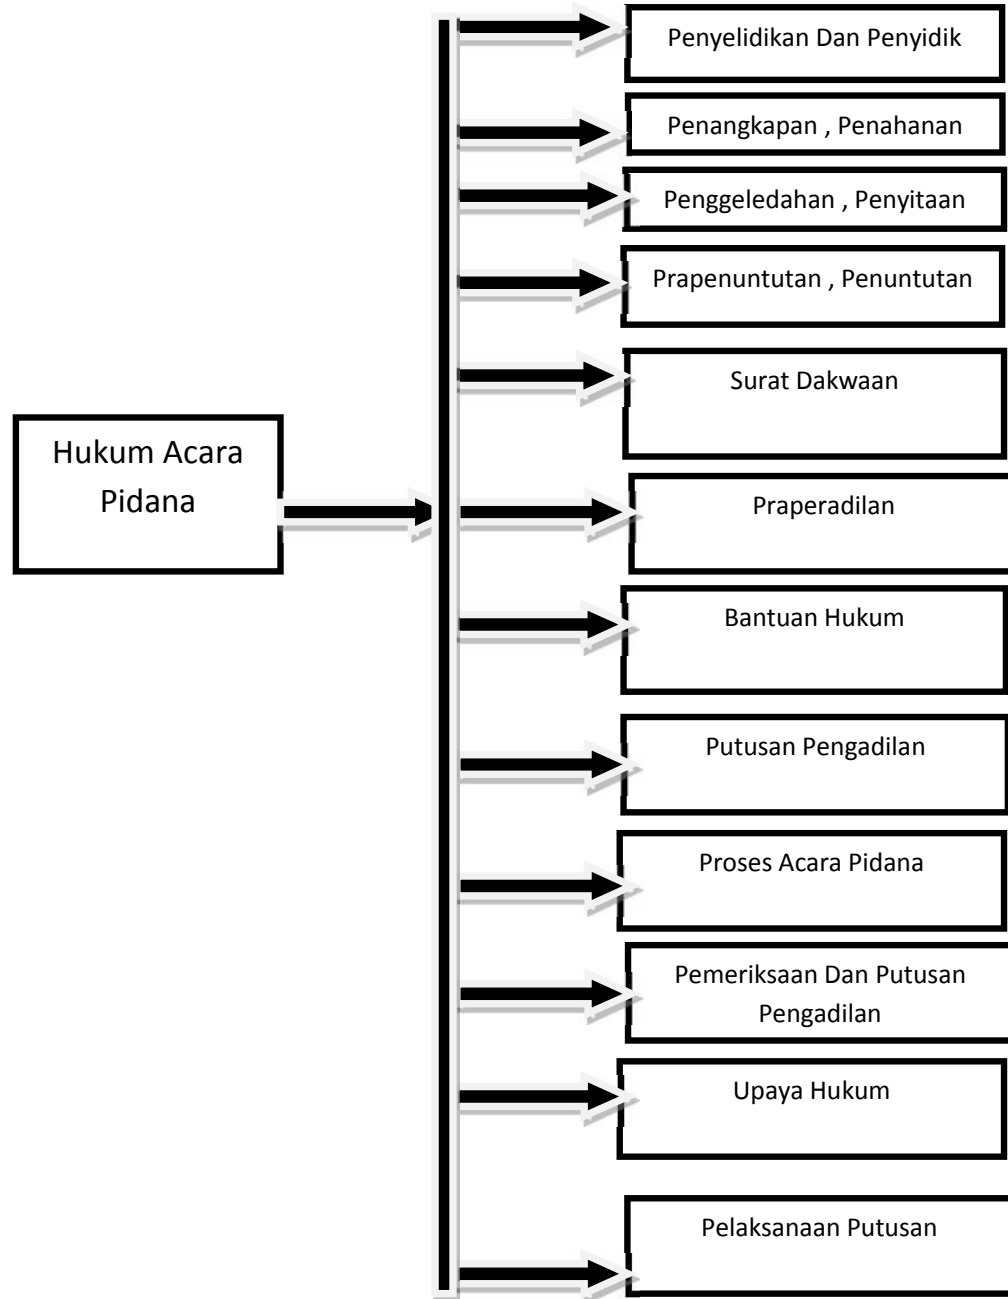 Penyelidikan Dan Penyidik
Penangkapan , Penahanan
Penggeledahan , Penyitaan
Prapenuntutan , Penuntutan
Surat Dakwaan
Hukum Acara
Pidana
Praperadilan
Bantuan Hukum
Putusan Pengadilan
Proses Acara Pidana
Pemeriksaan Dan Putusan
Pengadilan
Upaya Hukum
Pelaksanaan Putusan